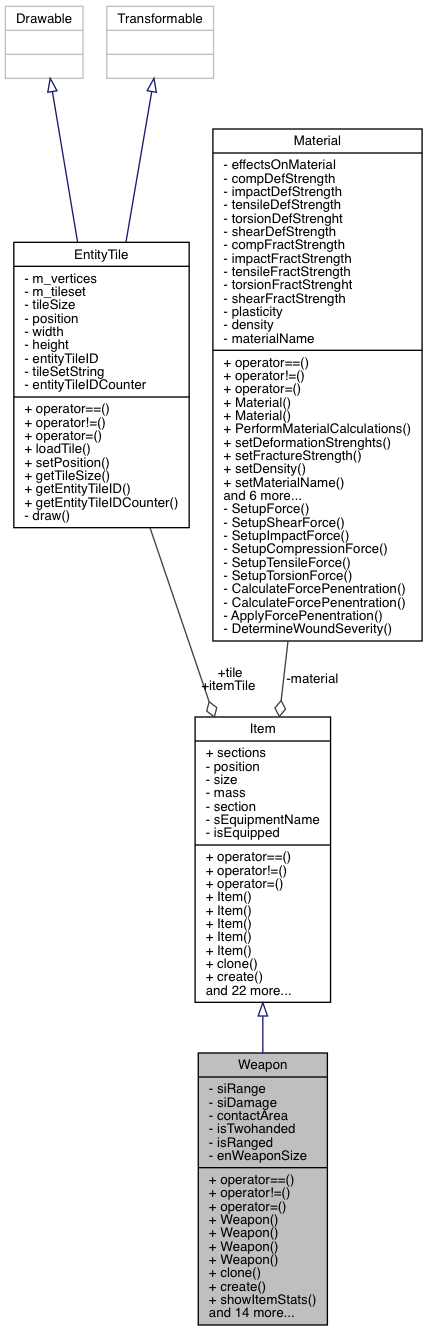 Drawable
Transformable
Material
- effectsOnMaterial
- compDefStrength
- impactDefStrength
- tensileDefStrength
- torsionDefStrenght
- shearDefStrength
- compFractStrength
- impactFractStrength
- tensileFractStrength
- torsionFractStrenght
- shearFractStrength
- plasticity
- density
- materialName
+ operator==()
+ operator!=()
+ operator=()
+ Material()
+ Material()
+ PerformMaterialCalculations()
+ setDeformationStrenghts()
+ setFractureStrength()
+ setDensity()
+ setMaterialName()
and 6 more...
- SetupForce()
- SetupShearForce()
- SetupImpactForce()
- SetupCompressionForce()
- SetupTensileForce()
- SetupTorsionForce()
- CalculateForcePenentration()
- CalculateForcePenentration()
- ApplyForcePenentration()
- DetermineWoundSeverity()
EntityTile
- m_vertices
- m_tileset
- tileSize
- position
- width
- height
- entityTileID
- tileSetString
- entityTileIDCounter
+ operator==()
+ operator!=()
+ operator=()
+ loadTile()
+ setPosition()
+ getTileSize()
+ getEntityTileID()
+ getEntityTileIDCounter()
- draw()
+tile
+itemTile
-material
Item
+ sections
- position
- size
- mass
- section
- sEquipmentName
- isEquipped
+ operator==()
+ operator!=()
+ operator=()
+ Item()
+ Item()
+ Item()
+ Item()
+ Item()
+ clone()
+ create()
and 22 more...
Weapon
- siRange
- siDamage
- contactArea
- isTwohanded
- isRanged
- enWeaponSize
+ operator==()
+ operator!=()
+ operator=()
+ Weapon()
+ Weapon()
+ Weapon()
+ Weapon()
+ clone()
+ create()
+ showItemStats()
and 14 more...